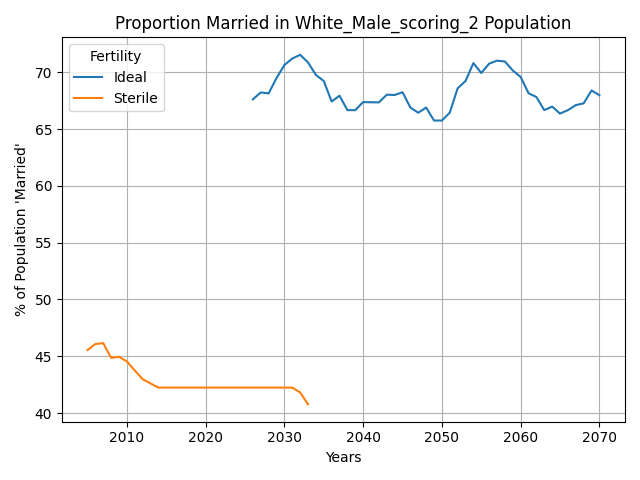 Proportion Married in White_Male_scoring_2 Population
Fertility
Ideal
Sterile
% of Population 'Married'
70
65
60
55
50
45
40
2010 2020 2030 2040 2050 2060 2070
Years